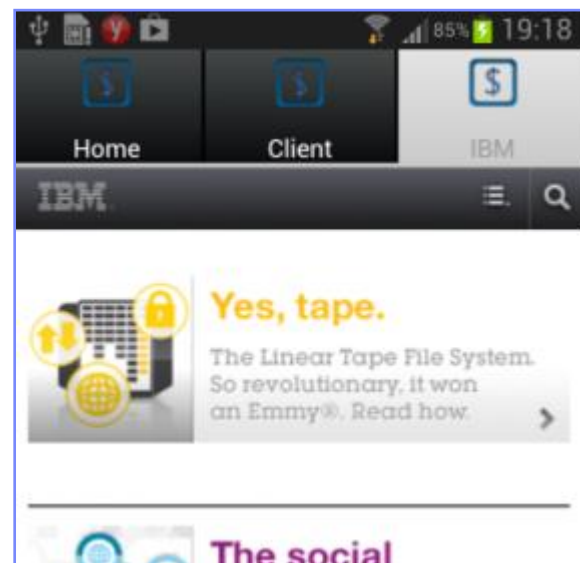 85% 19:18
$ $ $
Home Client IBM
IBM
Yes, tape.
The Linear Tape File System.
So revolutionary, it won
an Emmy®. Read how.
The social